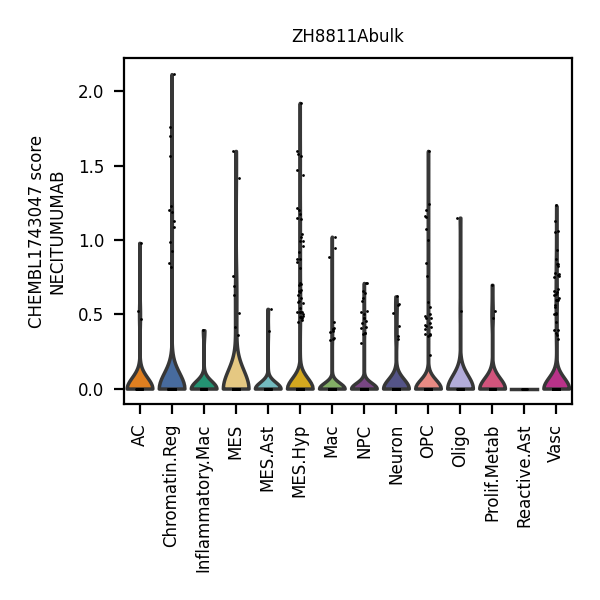 ZH8811Abulk
CHEMBL1743047 score
NECITUMUMAB
2.0
1.5
1.0
0.5
0.0
AC
Chromatin.Reg
Inflammatory.Mac
MES
MES.Ast
MES.Hyp
Mac
NPC
Neuron
OPC
Oligo
Prolif.Metab
Reactive.Ast
Vasc